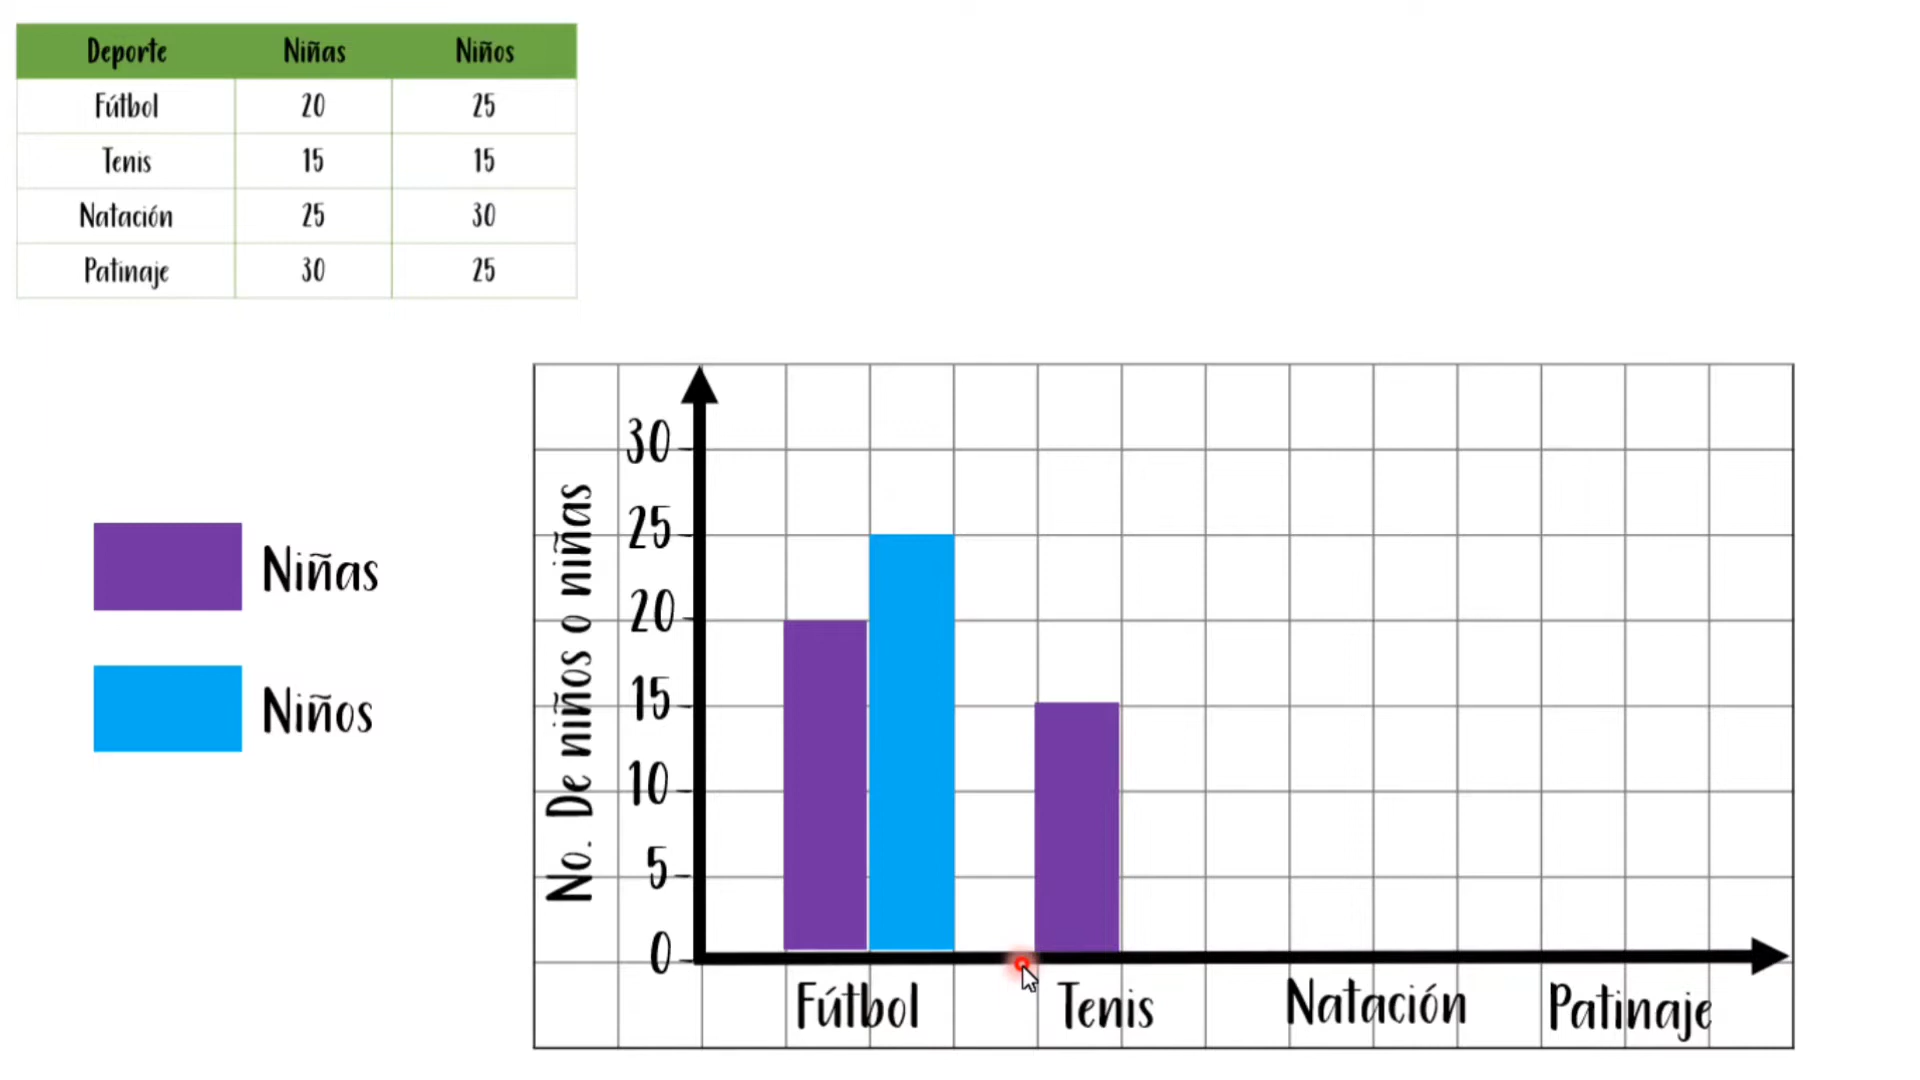 Deporte Niñas Niños
Fútbol 20 25
Tenis 15 15
Natación 25 30
Patinaje 30 25
Niñas
Niños
No. De niños o niñas
30
25
20
15
10
5
0
Fútbol Tenis Natación Patinaje